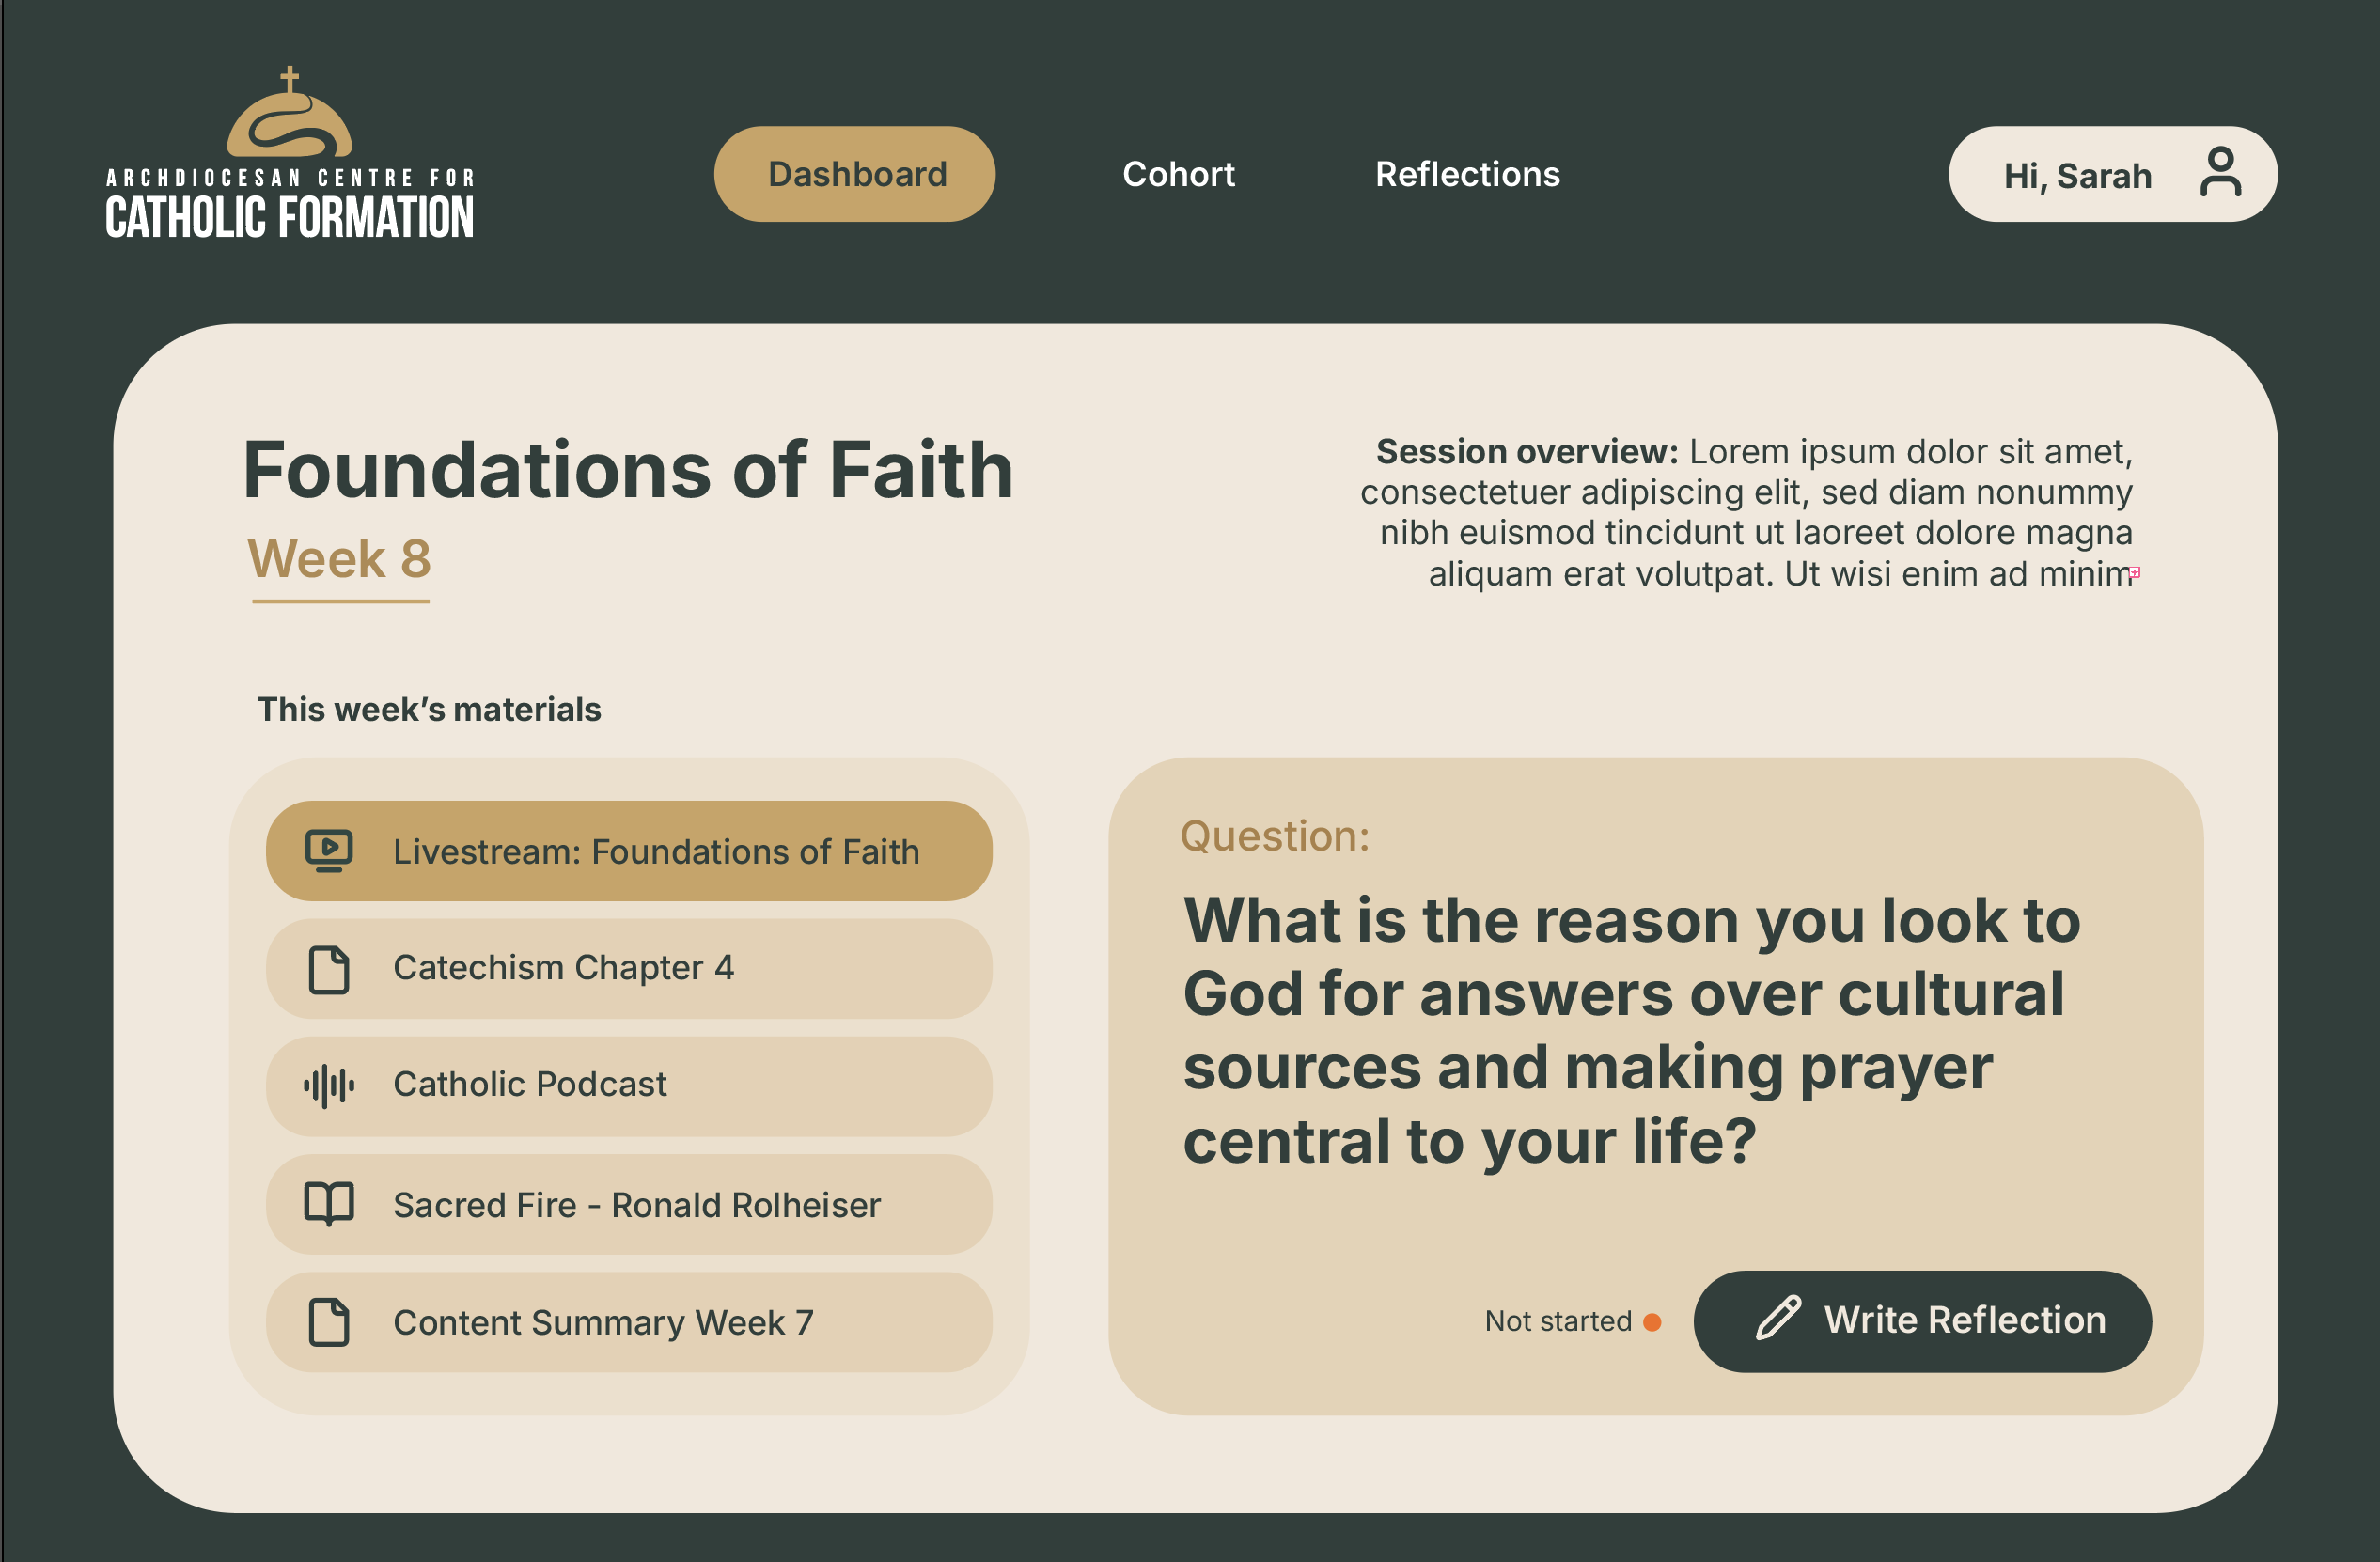 ARCHDIOCESAN CENTRE FOR
CATHOLIC FORMATION
Dashboard
Cohort
Reflections
Hi, Sarah
Foundations of Faith
Week 8
Session overview: Lorem ipsum dolor sit amet,
consectetuer adipiscing elit, sed diam nonummy
nibh euismod tincidunt ut laoreet dolore magna
aliquam erat volutpat. Ut wisi enim ad minim
This week’s materials
Livestream: Foundations of Faith
Catechism Chapter 4
Catholic Podcast
Sacred Fire - Ronald Rolheiser
Content Summary Week 7
Question:
What is the reason you look to
God for answers over cultural
sources and making prayer
central to your life?
Not started
Write Reflection